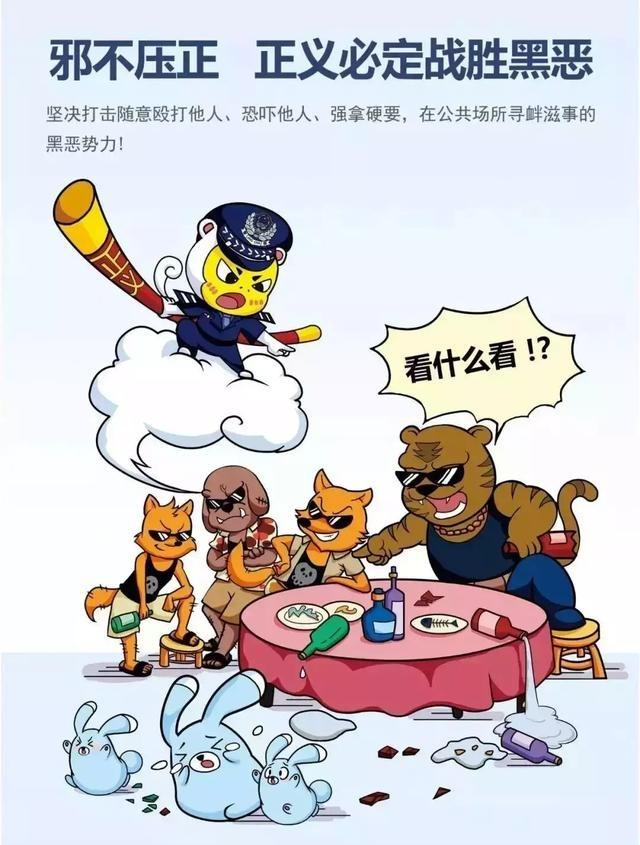 邪不压正 正义必定战胜黑恶
坚决打击随意殴打他人、恐吓他人、强拿硬要，在公共场所寻衅滋事的
黑恶势力!
正义
看什么看!?